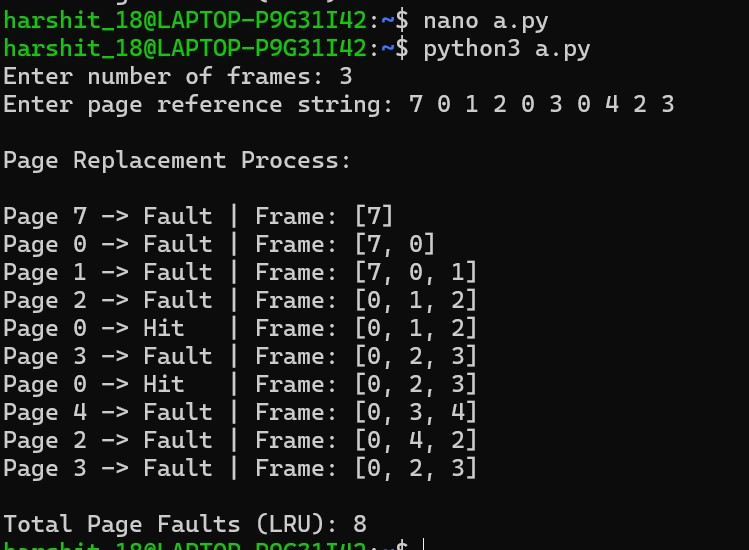 harshit_18@LAPTOP-P9G31I42:~$ nano a.py
harshit_18@LAPTOP-P9G31I42:~$ python3 a.py
Enter number of frames: 3
Enter page reference string: 7 0 1 2 0 3 0 4 2 3
Page Replacement Process:
Page 7 -> Fault | Frame: [7]
Page 0 -> Fault | Frame: [7, 0]
Page 1 -> Fault | Frame: [7, 0, 1]
Page 2 -> Fault | Frame: [0, 1, 2]
Page 0 -> Hit   | Frame: [0, 1, 2]
Page 3 -> Fault | Frame: [0, 2, 3]
Page 0 -> Hit   | Frame: [0, 2, 3]
Page 4 -> Fault | Frame: [0, 3, 4]
Page 2 -> Fault | Frame: [0, 4, 2]
Page 3 -> Fault | Frame: [0, 2, 3]
Total Page Faults (LRU): 8
harshit_18@LAPTOP-P9G31I42:~$